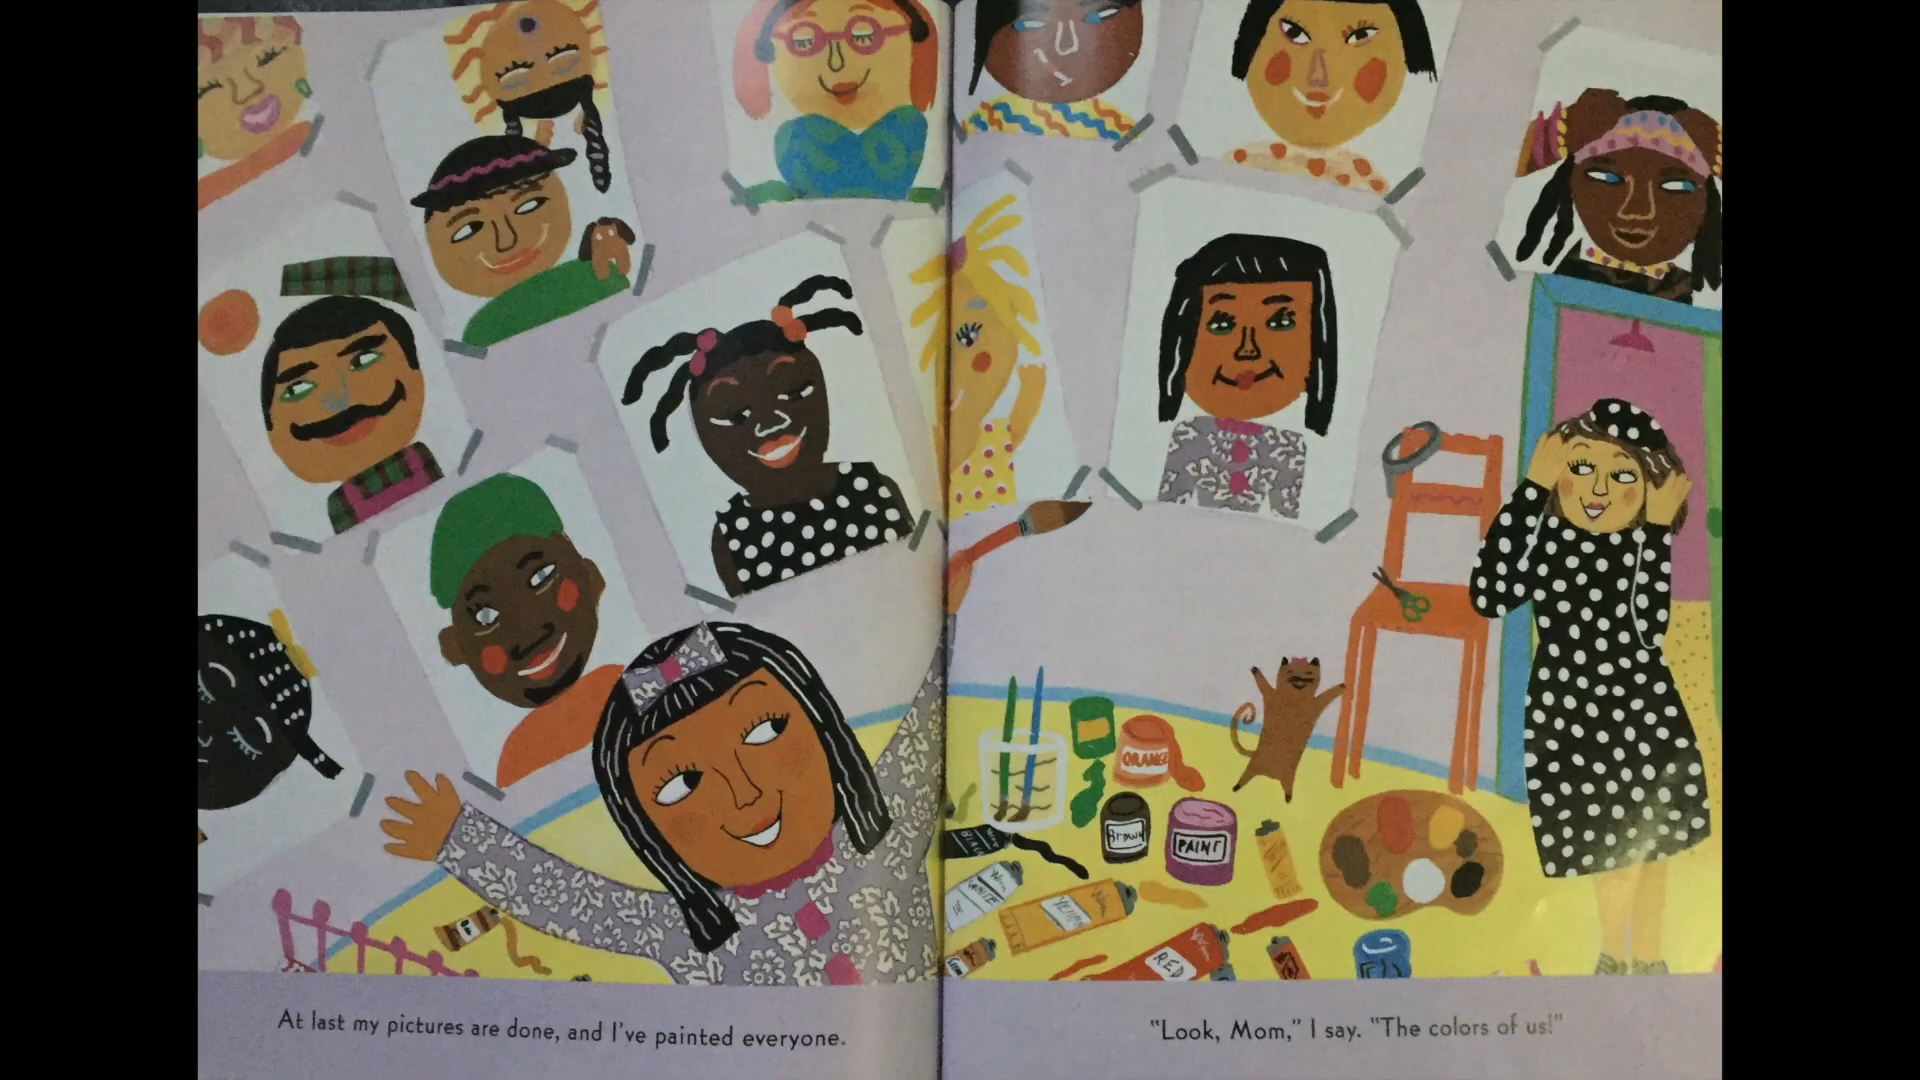 At last my pictures are done, and I've painted everyone.
"Look, Mom," I say. "The colors of us!"
ORANGE
BROWN
PAINT
BLACK
WHITE
YELLOW
RED